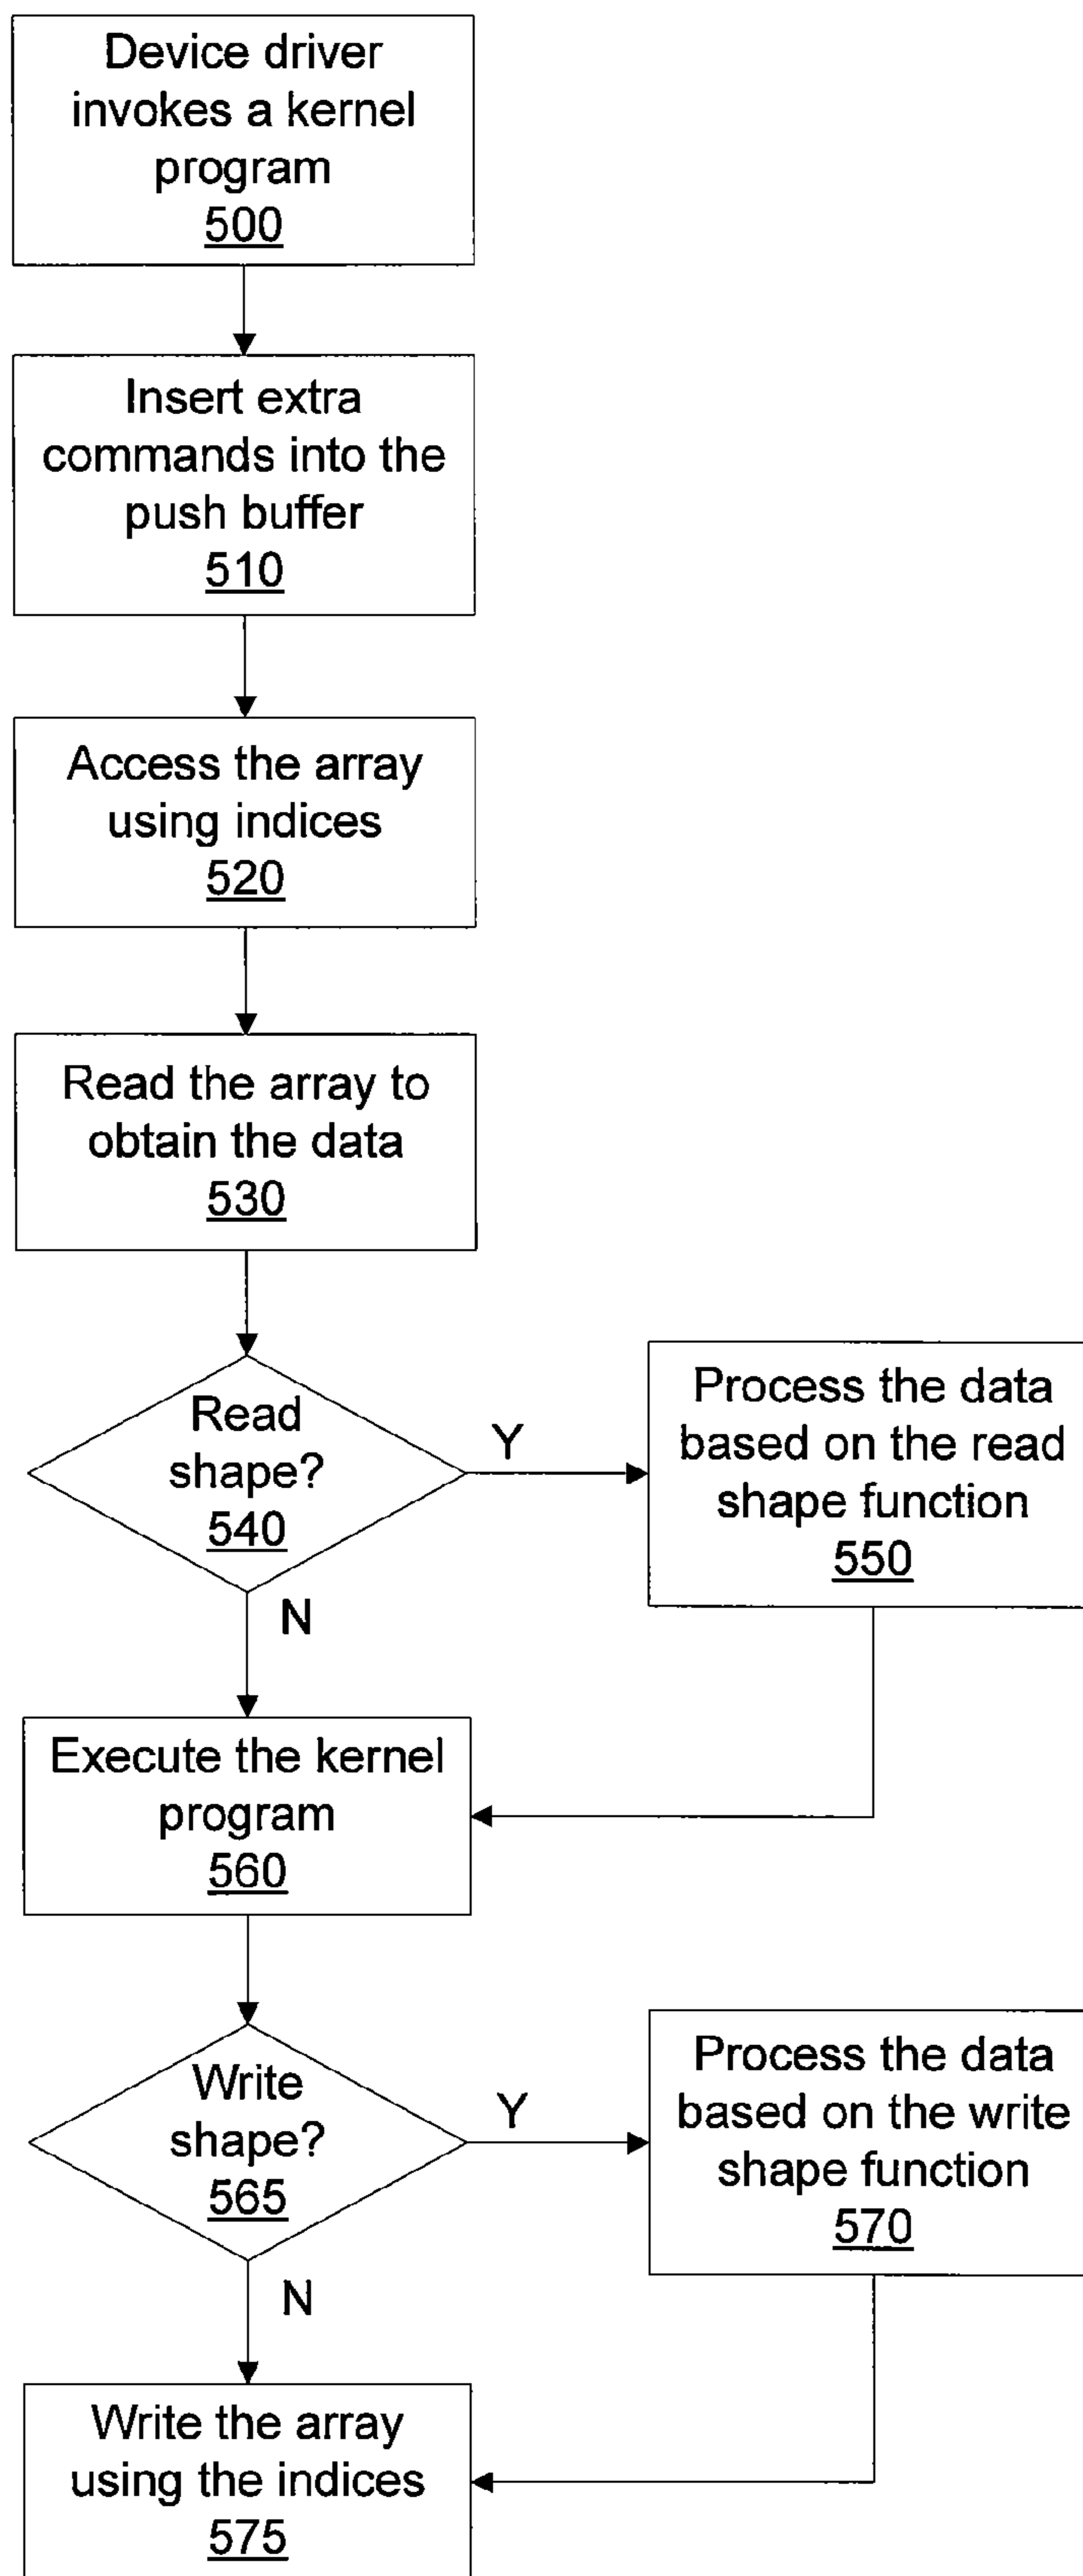 Device driver
invokes a kernel
program
500
Insert extra
commands into the
push buffer
510
Access the array
using indices
520
Read the array to
obtain the data
530
Read
shape?
540
Y
N
Process the data
based on the read
shape function
550
Execute the kernel
program
560
Write
shape?
565
Y
N
Process the data
based on the write
shape function
570
Write the array
using the indices
575